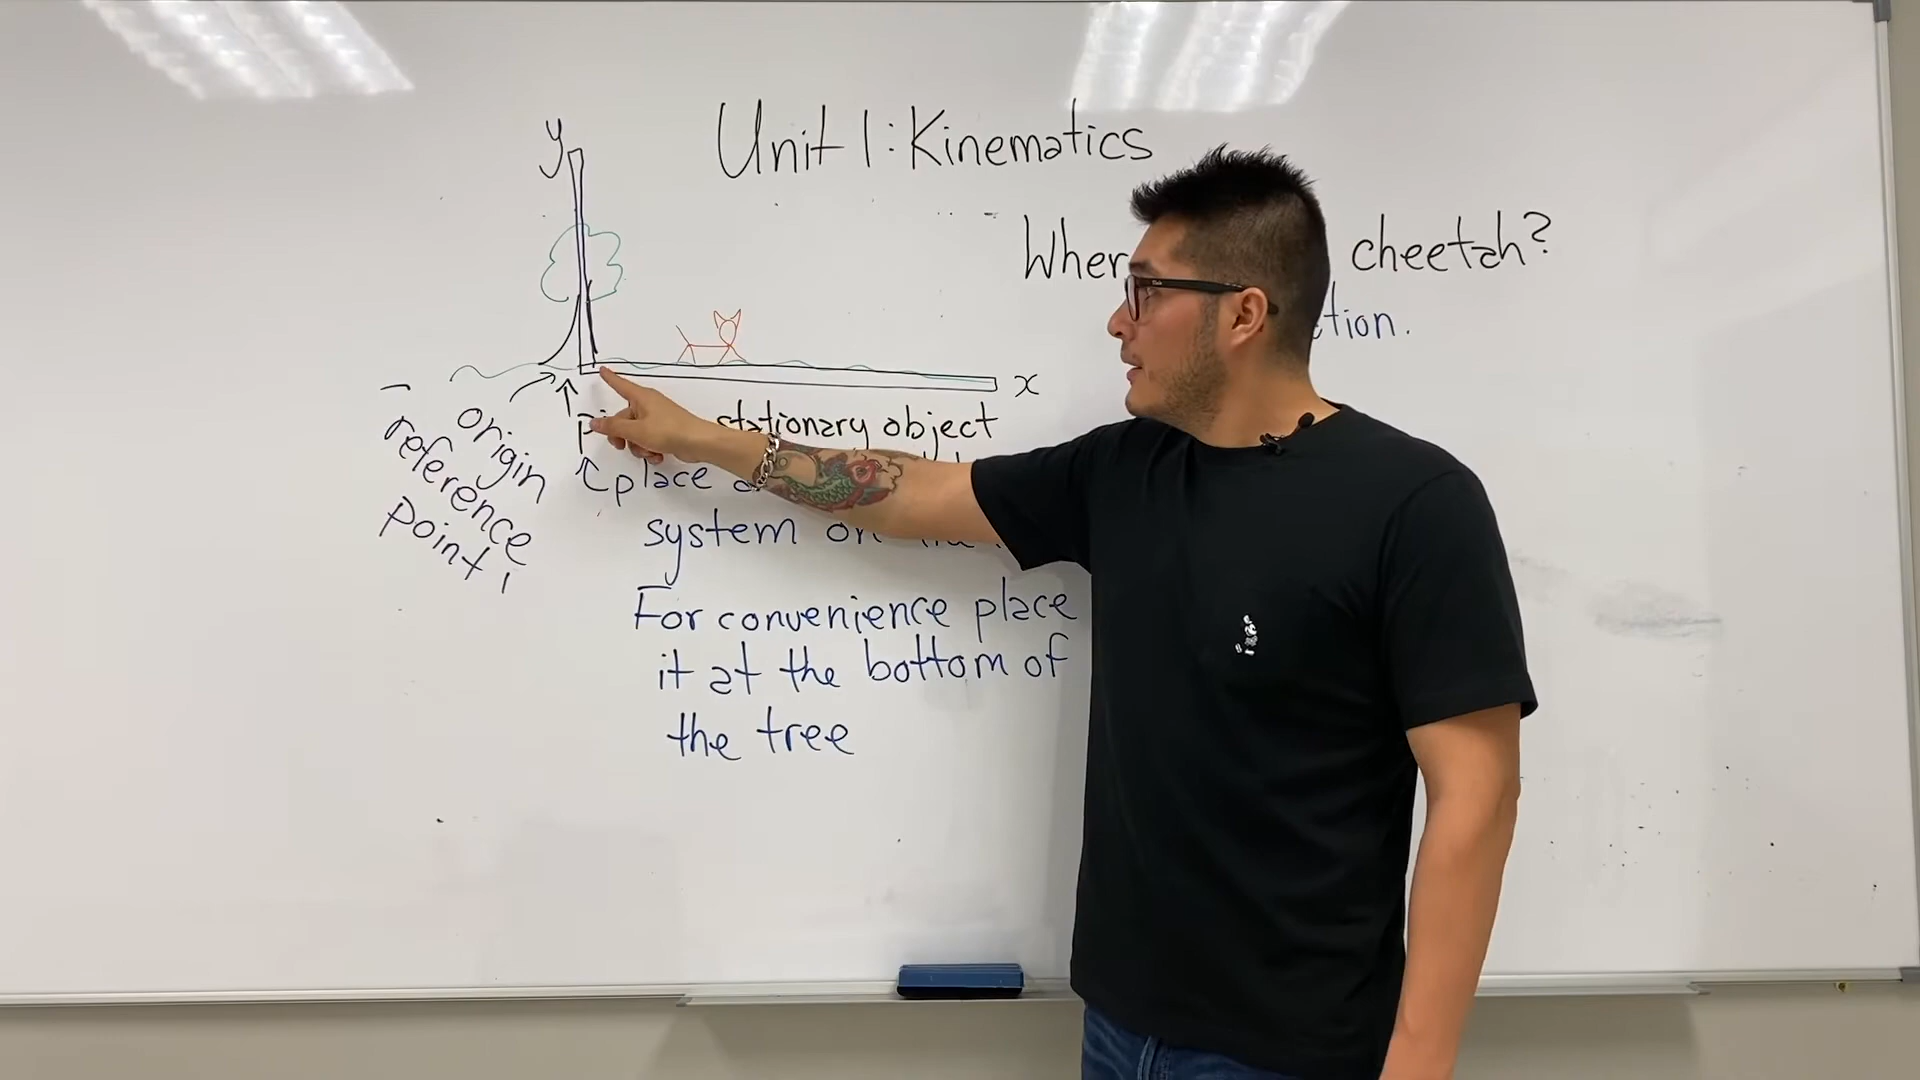 Unit 1: Kinematics
y
cheetah?
x
origin
reference
point
stationary object
place
system on
For convenience place
it at the bottom of
the tree